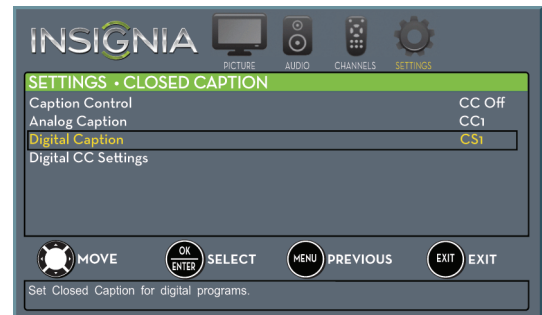 INSIGNIA
PICTURE AUDIO CHANNELS SETTINGS
SETTINGS • CLOSED CAPTION
Caption Control CC Off
Analog Caption CC1
Digital Caption CS1
Digital CC Settings
MOVE OK ENTER SELECT MENU PREVIOUS EXIT EXIT
Set Closed Caption for digital programs.